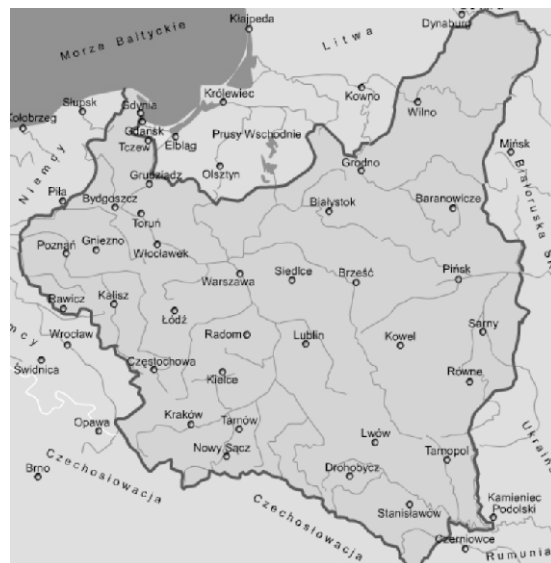 Kłajpeda
Dynaburg
Morze Bałtyckie
Litwa
Słupsk
Królewiec
Kowno
Gdynia
Wilno
Kołobrzeg
Gdańsk
Prusy Wschodnie
Tczew
Elbląg
Mińsk
Niemcy
Olsztyn
Grodno
Grudziądz
Piła
Bydgoszcz
Białoruska
Białystok
Baranowicze
Toruń
Poznań
Gniezno
Włocławek
Warszawa
Siedlce
Brześć
Pińsk
Rawicz
Kalisz
Łódź
Sarny
Wrocław
Radom
Lublin
Kowel
Świdnica
Częstochowa
Kielce
Równe
Opawa
Kraków
Tarnów
Lwów
Nowy Sącz
Tarnopol
Brno
Czechosłowacja
Drohobycz
Stanisławów
Kamieniec
Podolski
Czechosłowacja
Czerniowce
Rumunia